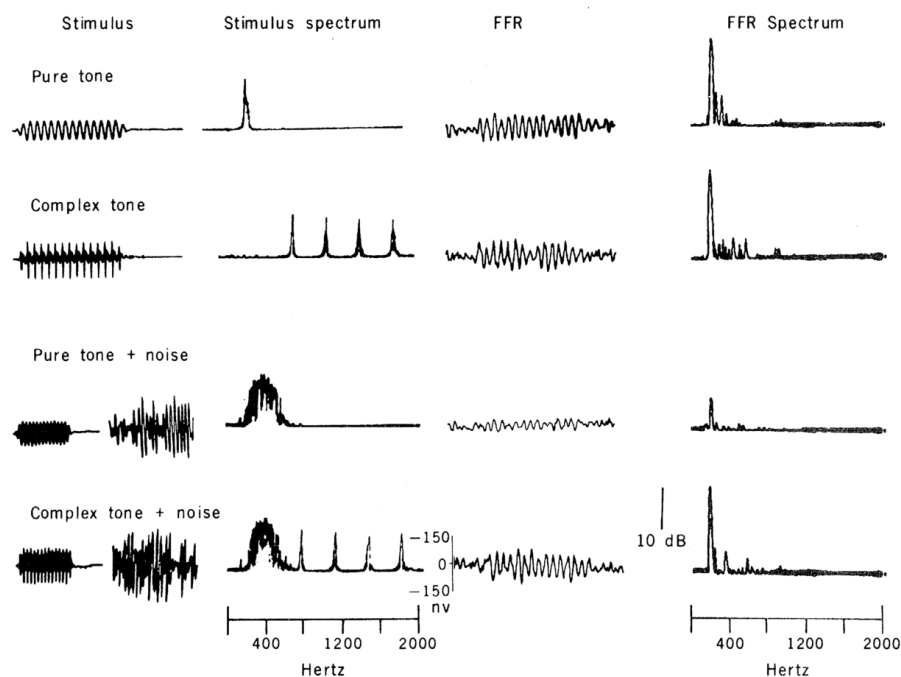 Stimulus Stimulus spectrum FFR FFR Spectrum
Pure tone
Complex tone
Pure tone + noise
Complex tone + noise
10 dB
−150
0
−150
nv
400 1200 2000
Hertz
400 1200 2000
Hertz